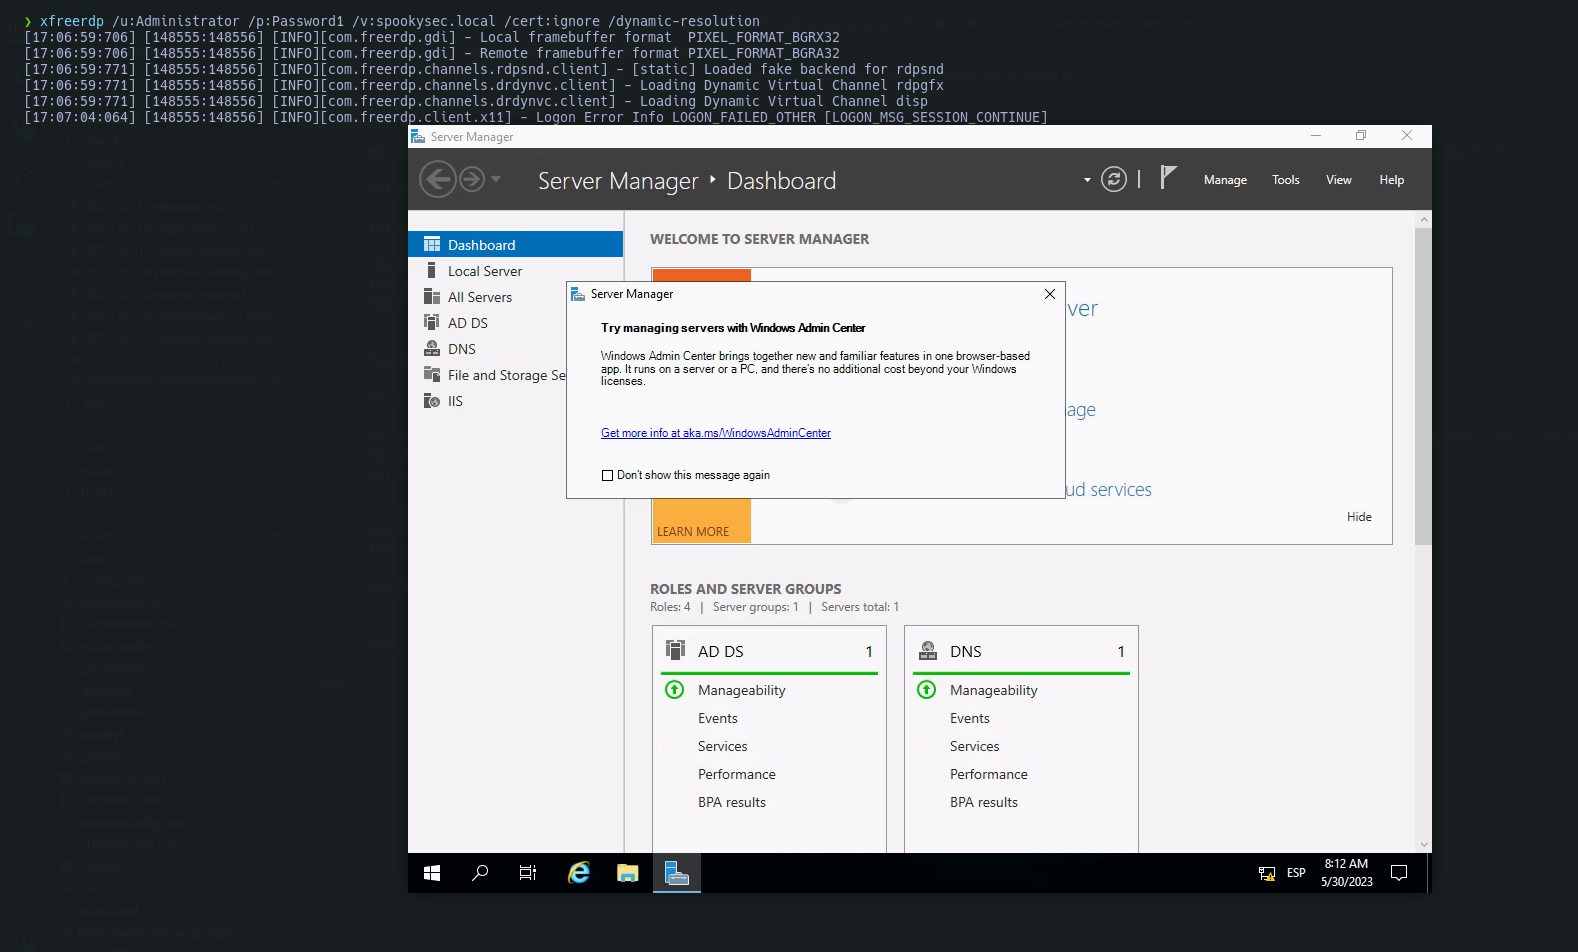 ❯ xfreerdp /u:Administrator /p:Password1 /v:spookysec.local /cert:ignore /dynamic-resolution
[17:06:59:706] [148555:148556] [INFO][com.freerdp.gdi] - Local framebuffer format  PIXEL_FORMAT_BGRX32
[17:06:59:706] [148555:148556] [INFO][com.freerdp.gdi] - Remote framebuffer format PIXEL_FORMAT_BGRA32
[17:06:59:771] [148555:148556] [INFO][com.freerdp.channels.rdpsnd.client] - [static] Loaded fake backend for rdpsnd
[17:06:59:771] [148555:148556] [INFO][com.freerdp.channels.drdynvc.client] - Loading Dynamic Virtual Channel rdpgfx
[17:06:59:771] [148555:148556] [INFO][com.freerdp.channels.drdynvc.client] - Loading Dynamic Virtual Channel disp
[17:07:04:064] [148555:148556] [INFO][com.freerdp.client.x11] - Logon Error Info LOGON_FAILED_OTHER [LOGON_MSG_SESSION_CONTINUE]
Server Manager
Server Manager ‣ Dashboard
Manage Tools View Help
Dashboard
Local Server
All Servers
AD DS
DNS
File and Storage Se
IIS
WELCOME TO SERVER MANAGER
Server Manager
Try managing servers with Windows Admin Center
Windows Admin Center brings together new and familiar features in one browser-based
app. It runs on a server or a PC, and there's no additional cost beyond your Windows
licenses.
Get more info at aka.ms/WindowsAdminCenter
Don't show this message again
ver
age
ud services
LEARN MORE
Hide
ROLES AND SERVER GROUPS
Roles: 4 | Server groups: 1 | Servers total: 1
AD DS 1
Manageability
Events
Services
Performance
BPA results
DNS 1
Manageability
Events
Services
Performance
BPA results
ESP
8:12 AM
5/30/2023